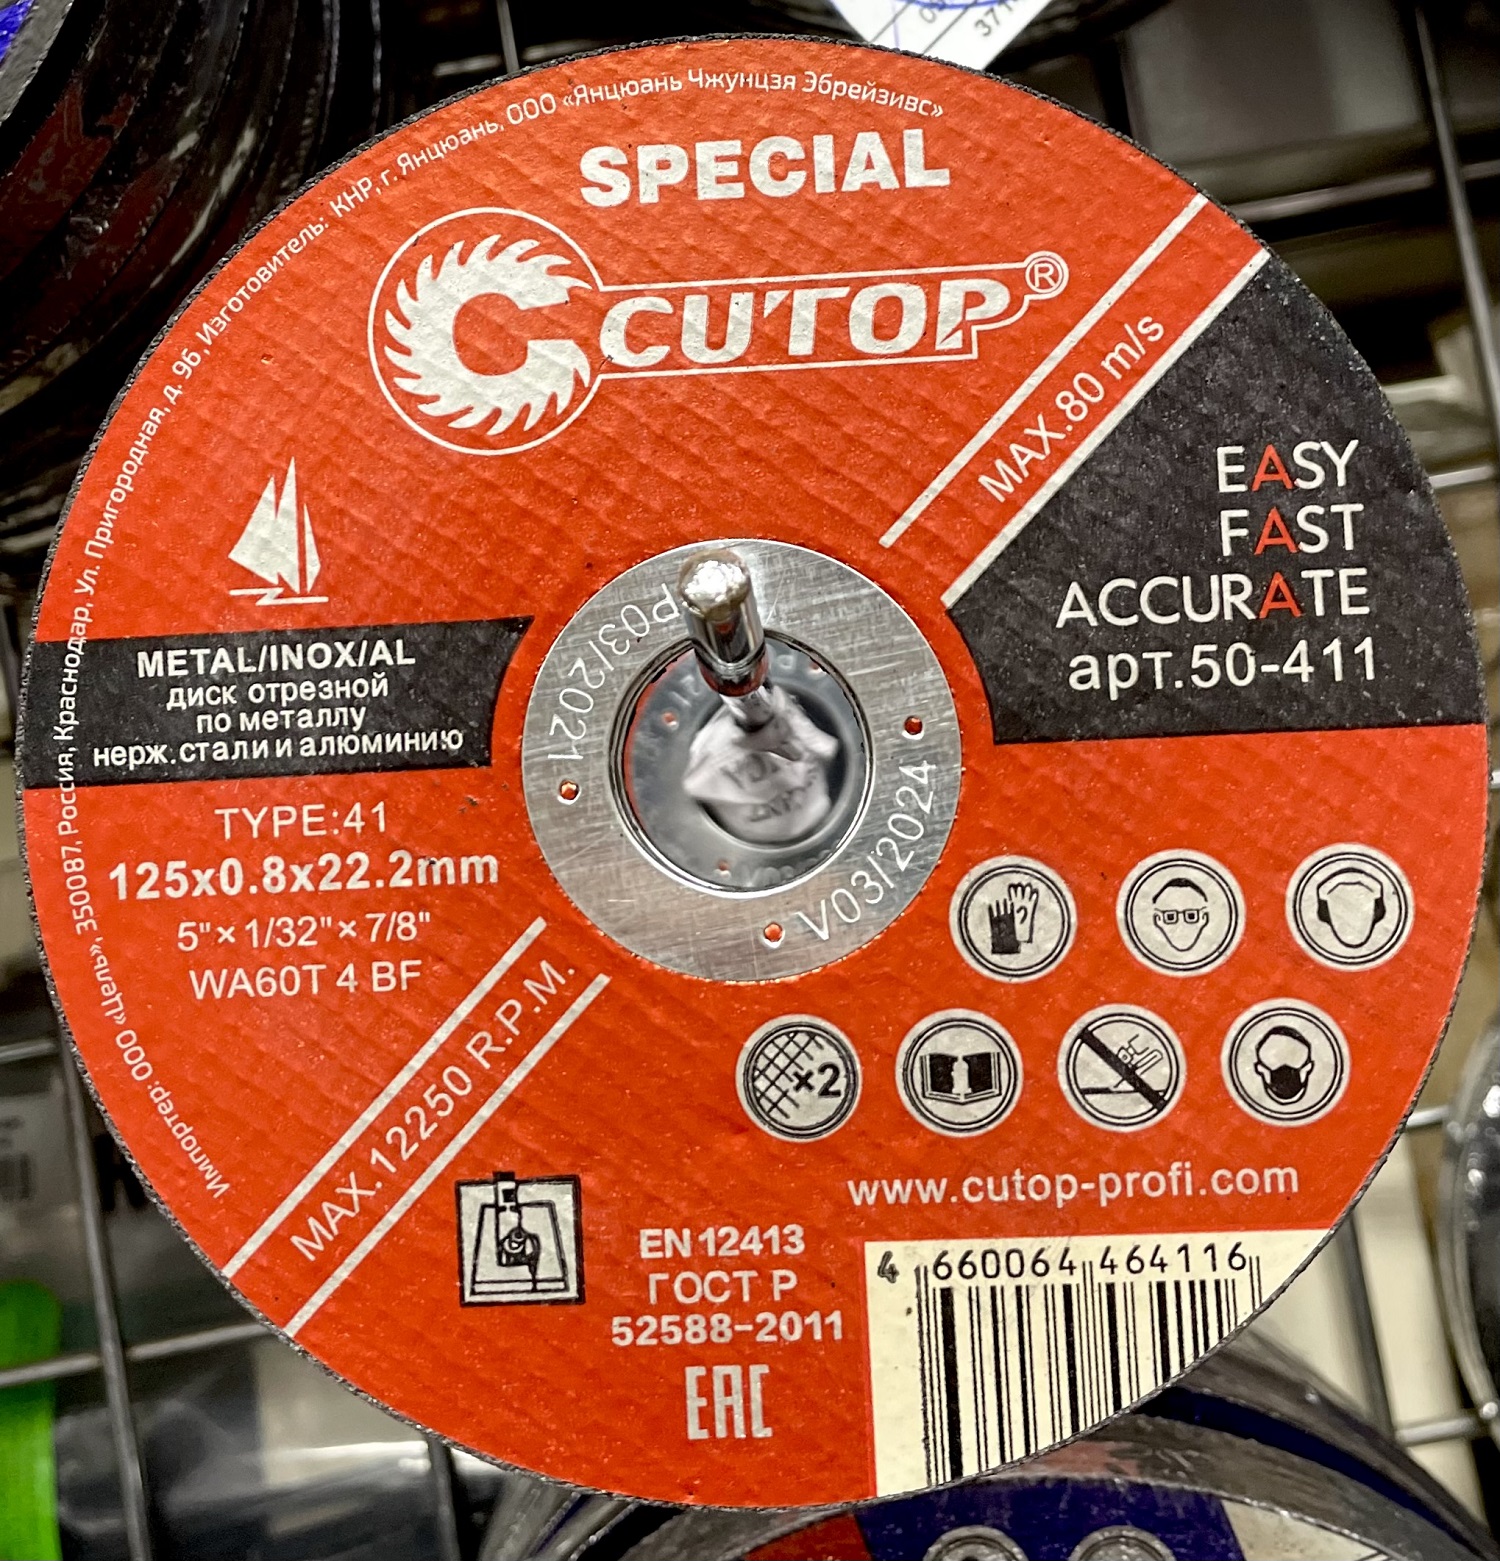 Импортер: ООО «Цель», 350087, Россия, Краснодар, Ул. Пригородная, д. 96, Изготовитель: КНР, г. Янцюань, ООО «Янцюань Чжунцзя Эбрейзивс»
SPECIAL
CUTOP®
MAX.80 m/s
EASY
FAST
ACCURATE
арт.50-411
METAL/INOX/AL
диск отрезной
по металлу
нерж.стали и алюминию
TYPE:41
125x0.8x22.2mm
5"×1/32"×7/8"
WA60T 4 BF
MAX.12250 R.P.M.
P03/2021
V03/2024
×2
www.cutop-profi.com
EN 12413
ГОСТ Р
52588-2011
EAC
4 660064 464116